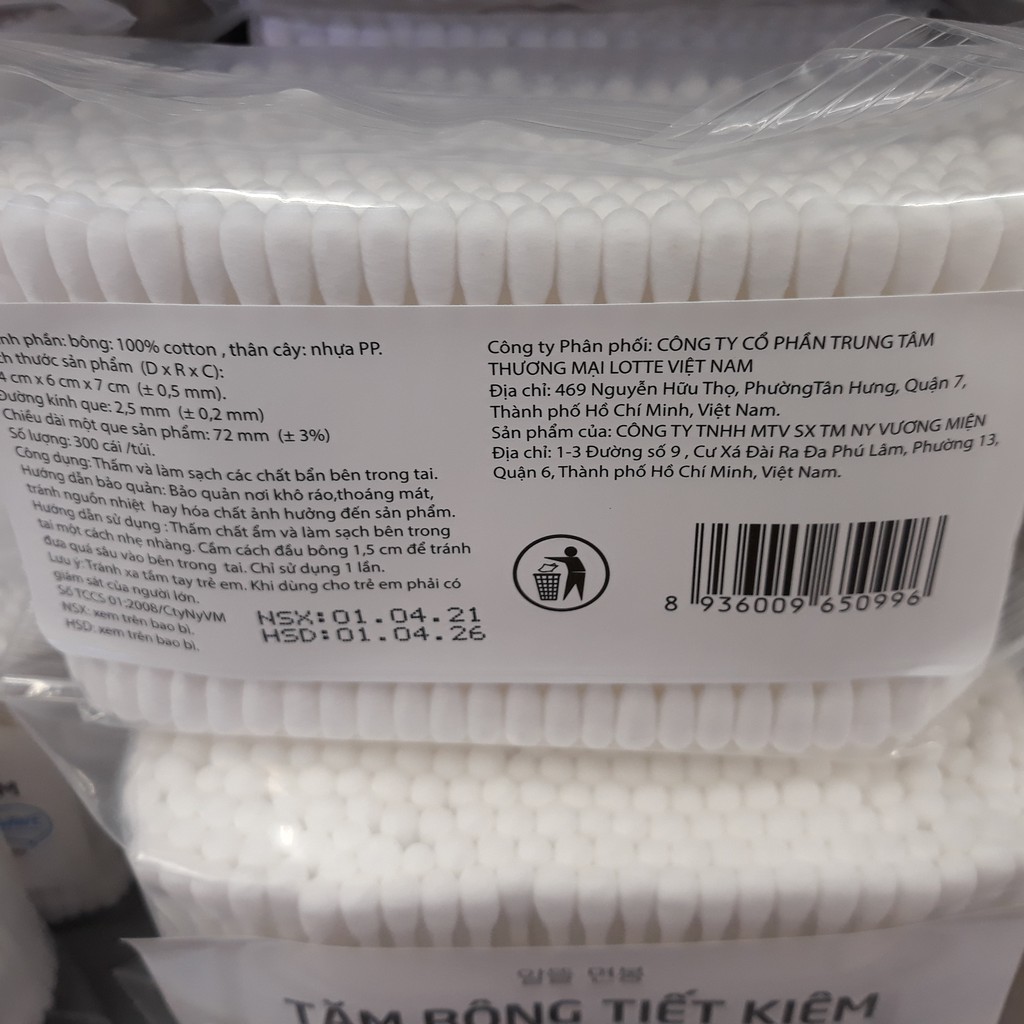 phần: bông: 100% cotton , thân cây: nhựa PP.
thước sản phẩm (D x R x C):
cm x 6 cm x 7 cm (± 0,5 mm).
Đường kính que: 2,5 mm (± 0,2 mm)
Chiều dài một que sản phẩm: 72 mm (± 3%)
Số lượng: 300 cái /túi.
Công dụng: Thấm và làm sạch các chất bẩn bên trong tai.
Hướng dẫn bảo quản: Bảo quản nơi khô ráo,thoáng mát,
tránh nguồn nhiệt hay hóa chất ảnh hưởng đến sản phẩm.
Hướng dẫn sử dụng : Thấm chất ẩm và làm sạch bên trong
tai một cách nhẹ nhàng. Cầm cách đầu bông 1,5 cm để tránh
đưa quá sâu vào bên trong tai. Chỉ sử dụng 1 lần.
Lưu ý: Tránh xa tầm tay trẻ em. Khi dùng cho trẻ em phải có
giám sát của người lớn.
Số TCCS 01:2008/CtyNyVM
NSX: xem trên bao bì.
HSD: xem trên bao bì.
NSX:01.04.21
HSD:01.04.26
Công ty Phân phối: CÔNG TY CỔ PHẦN TRUNG TÂM
THƯƠNG MẠI LOTTE VIỆT NAM
Địa chỉ: 469 Nguyễn Hữu Thọ, PhườngTân Hưng, Quận 7,
Thành phố Hồ Chí Minh, Việt Nam.
Sản phẩm của: CÔNG TY TNHH MTV SX TM NY VƯƠNG MIỆN
Địa chỉ: 1-3 Đường số 9 , Cư Xá Đài Ra Đa Phú Lâm, Phường 13,
Quận 6, Thành phố Hồ Chí Minh, Việt Nam.
8 936009 650996
알뜰 면봉
TĂM BÔNG TIẾT KIỆM